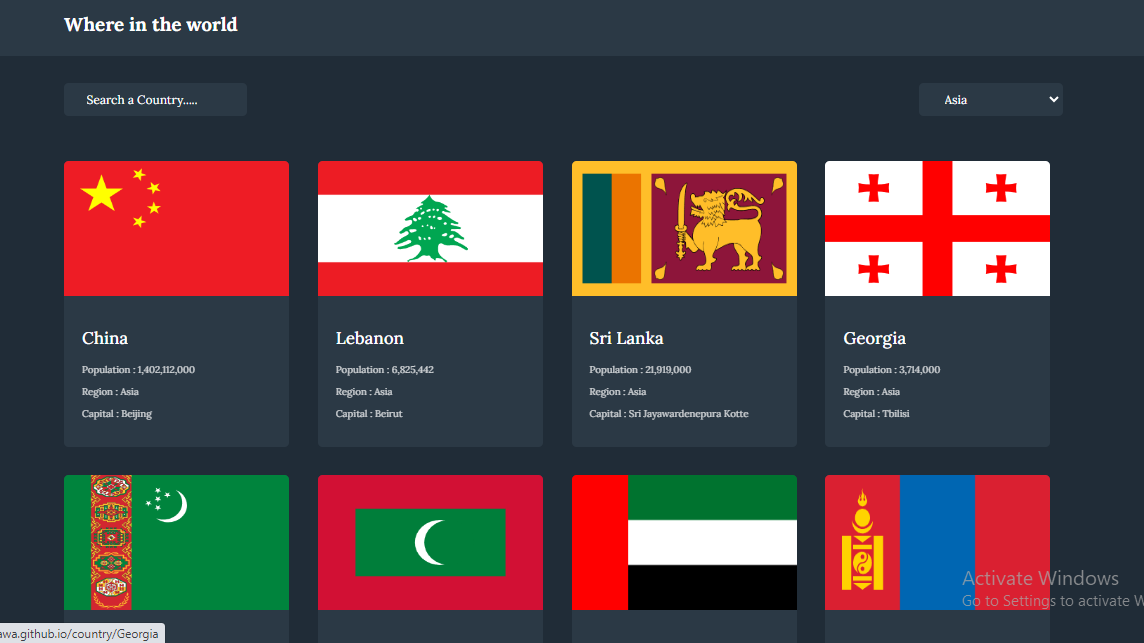 Where in the world
Search a Country.....
Asia
China
Population : 1,402,112,000
Region : Asia
Capital : Beijing
Lebanon
Population : 6,825,442
Region : Asia
Capital : Beirut
Sri Lanka
Population : 21,919,000
Region : Asia
Capital : Sri Jayawardenepura Kotte
Georgia
Population : 3,714,000
Region : Asia
Capital : Tbilisi
Activate Windows
Go to Settings to activate W
awa.github.io/country/Georgia